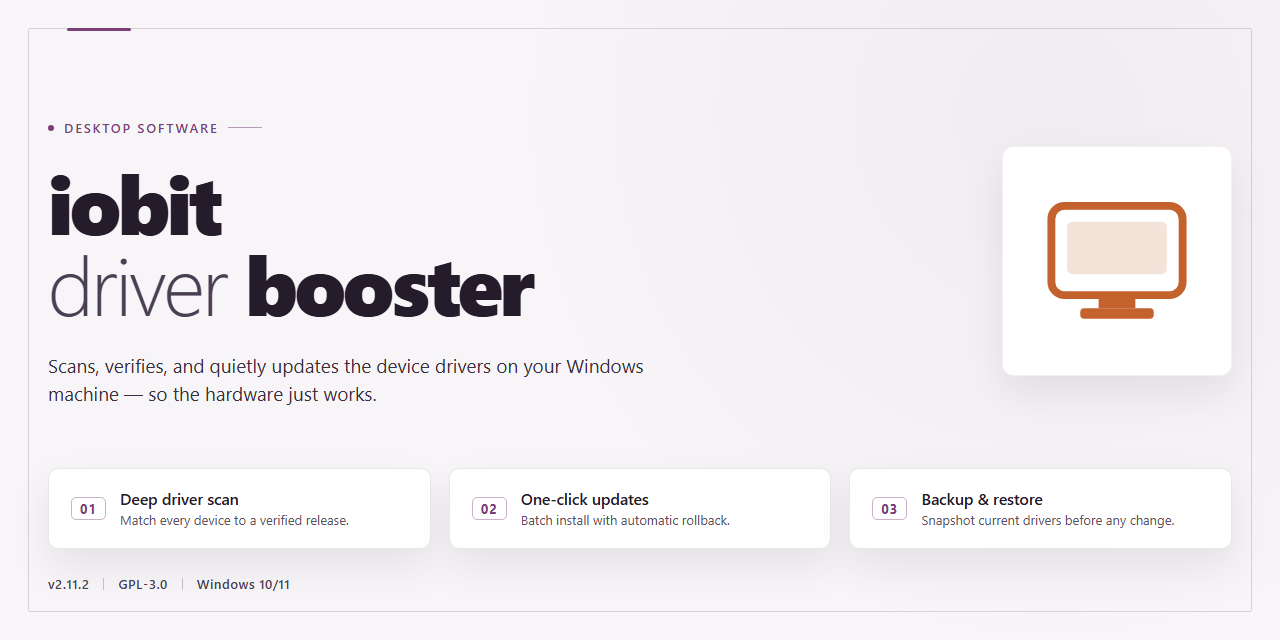 DESKTOP SOFTWARE
iobit
driver booster
Scans, verifies, and quietly updates the device drivers on your Windows
machine — so the hardware just works.
01
Deep driver scan
Match every device to a verified release.
02
One-click updates
Batch install with automatic rollback.
03
Backup & restore
Snapshot current drivers before any change.
v2.11.2 | GPL-3.0 | Windows 10/11